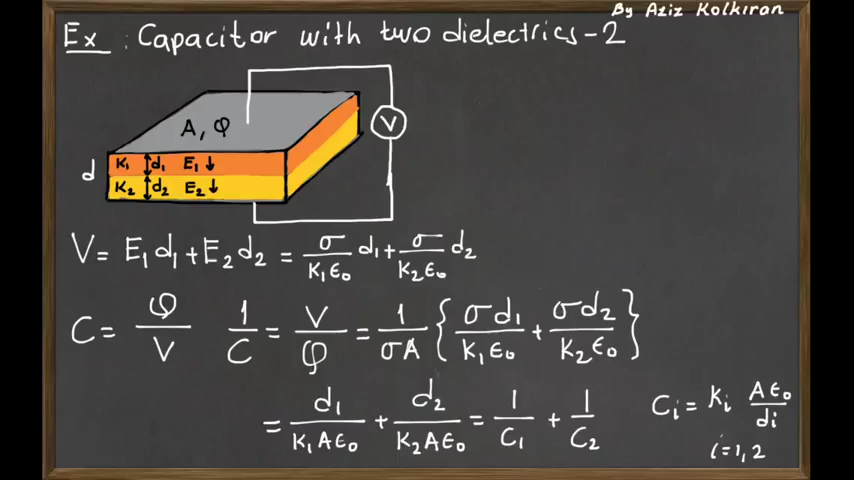 By Aziz Kolkıran
Ex : Capacitor with two dielectrics-2
A, Q
V
d
K₁ d₁ E₁ ↓
K₂ d₂ E₂ ↓
V = E₁d₁ + E₂d₂ = σ/(K₁ε₀) d₁ + σ/(K₂ε₀) d₂
C = Q/V 1/C = V/Q = 1/(σA) { σd₁/(K₁ε₀) + σd₂/(K₂ε₀) }
= d₁/(K₁Aε₀) + d₂/(K₂Aε₀) = 1/C₁ + 1/C₂
Cᵢ = Kᵢ Aε₀/dᵢ
i=1,2